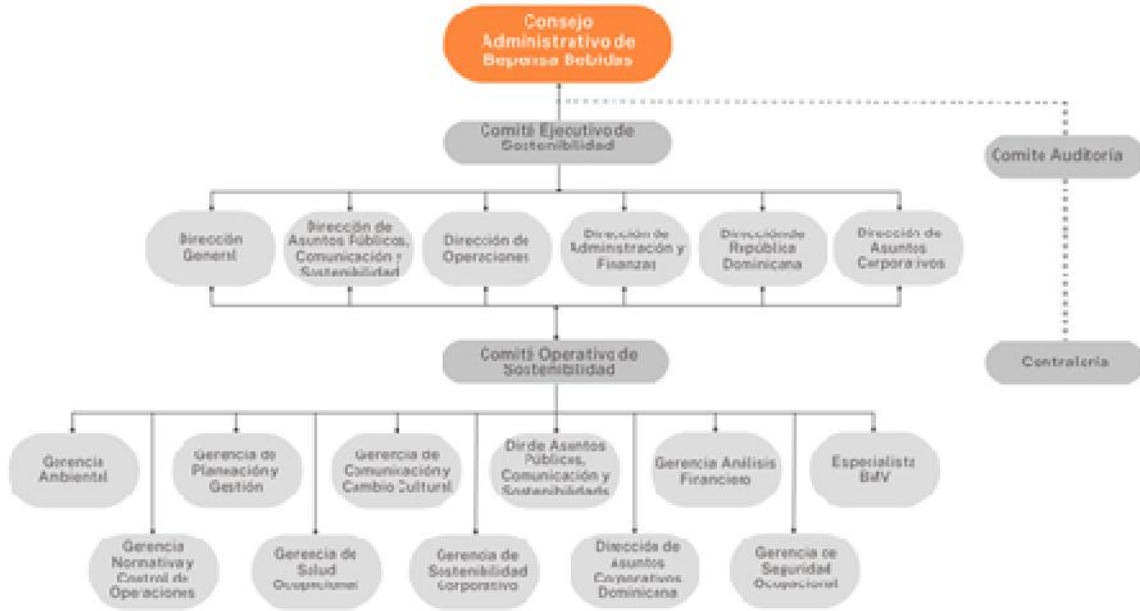 Consejo
Administrativo de
Bepensa Bebidas
Comité Ejecutivo de
Sostenibilidad
Comite Auditoría
Dirección
General
Dirección de
Asuntos Públicos,
Comunicación y
Sostenibilidad
Dirección de
Operaciones
Dirección de
Administración y
Finanzas
Dirección de
República
Dominicana
Dirección de
Asuntos
Corporativos
Comité Operativo de
Sostenibilidad
Contraloría
Gerencia
Ambiental
Gerencia de
Planeación y
Gestión
Gerencia de
Comunicación y
Cambio Cultural
Dir de Asuntos
Públicos,
Comunicación y
Sostenibilidads
Gerencia Análisis
Financiero
Especialista
BMV
Gerencia
Normativa y
Control de
Operaciones
Gerencia de
Salud
Ocupacional
Gerencia de
Sostenibilidad
Corporativo
Dirección de
Asuntos
Corporativos
Dominicana
Gerencia de
Seguridad
Ocupacional